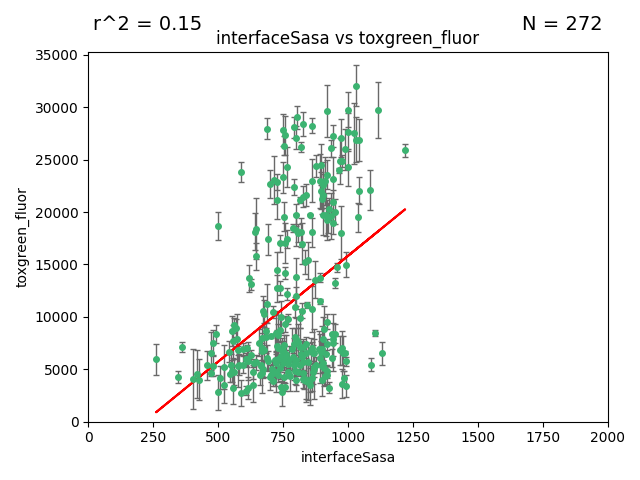 r^2 = 0.15
N = 272
interfaceSasa vs toxgreen_fluor
35000
30000
25000
20000
15000
10000
5000
0
toxgreen_fluor
0 250 500 750 1000 1250 1500 1750 2000
interfaceSasa